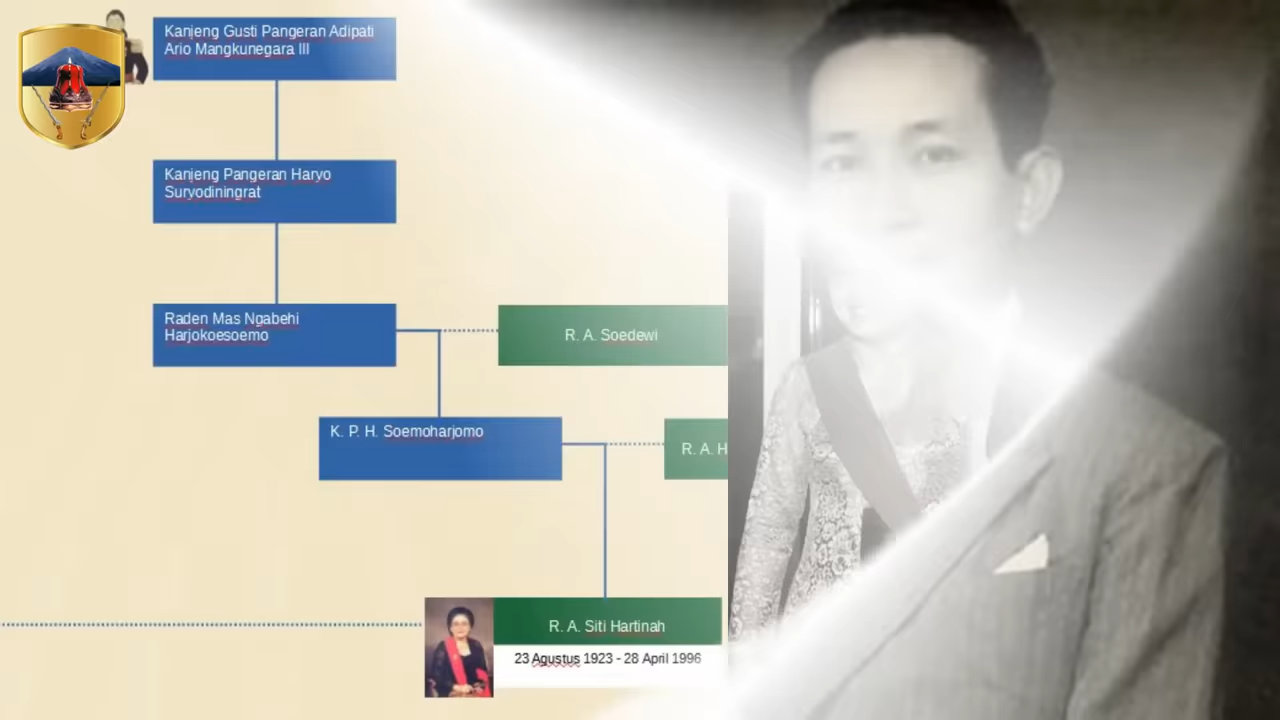 Kanjeng Gusti Pangeran Adipati
Ario Mangkunegara III
Kanjeng Pangeran Haryo
Suryodiningrat
Raden Mas Ngabehi
Harjokoesoemo
R. A. Soedewi
K. P. H. Soemoharjomo
R. A. H
R. A. Siti Hartinah
23 Agustus 1923 - 28 April 1996